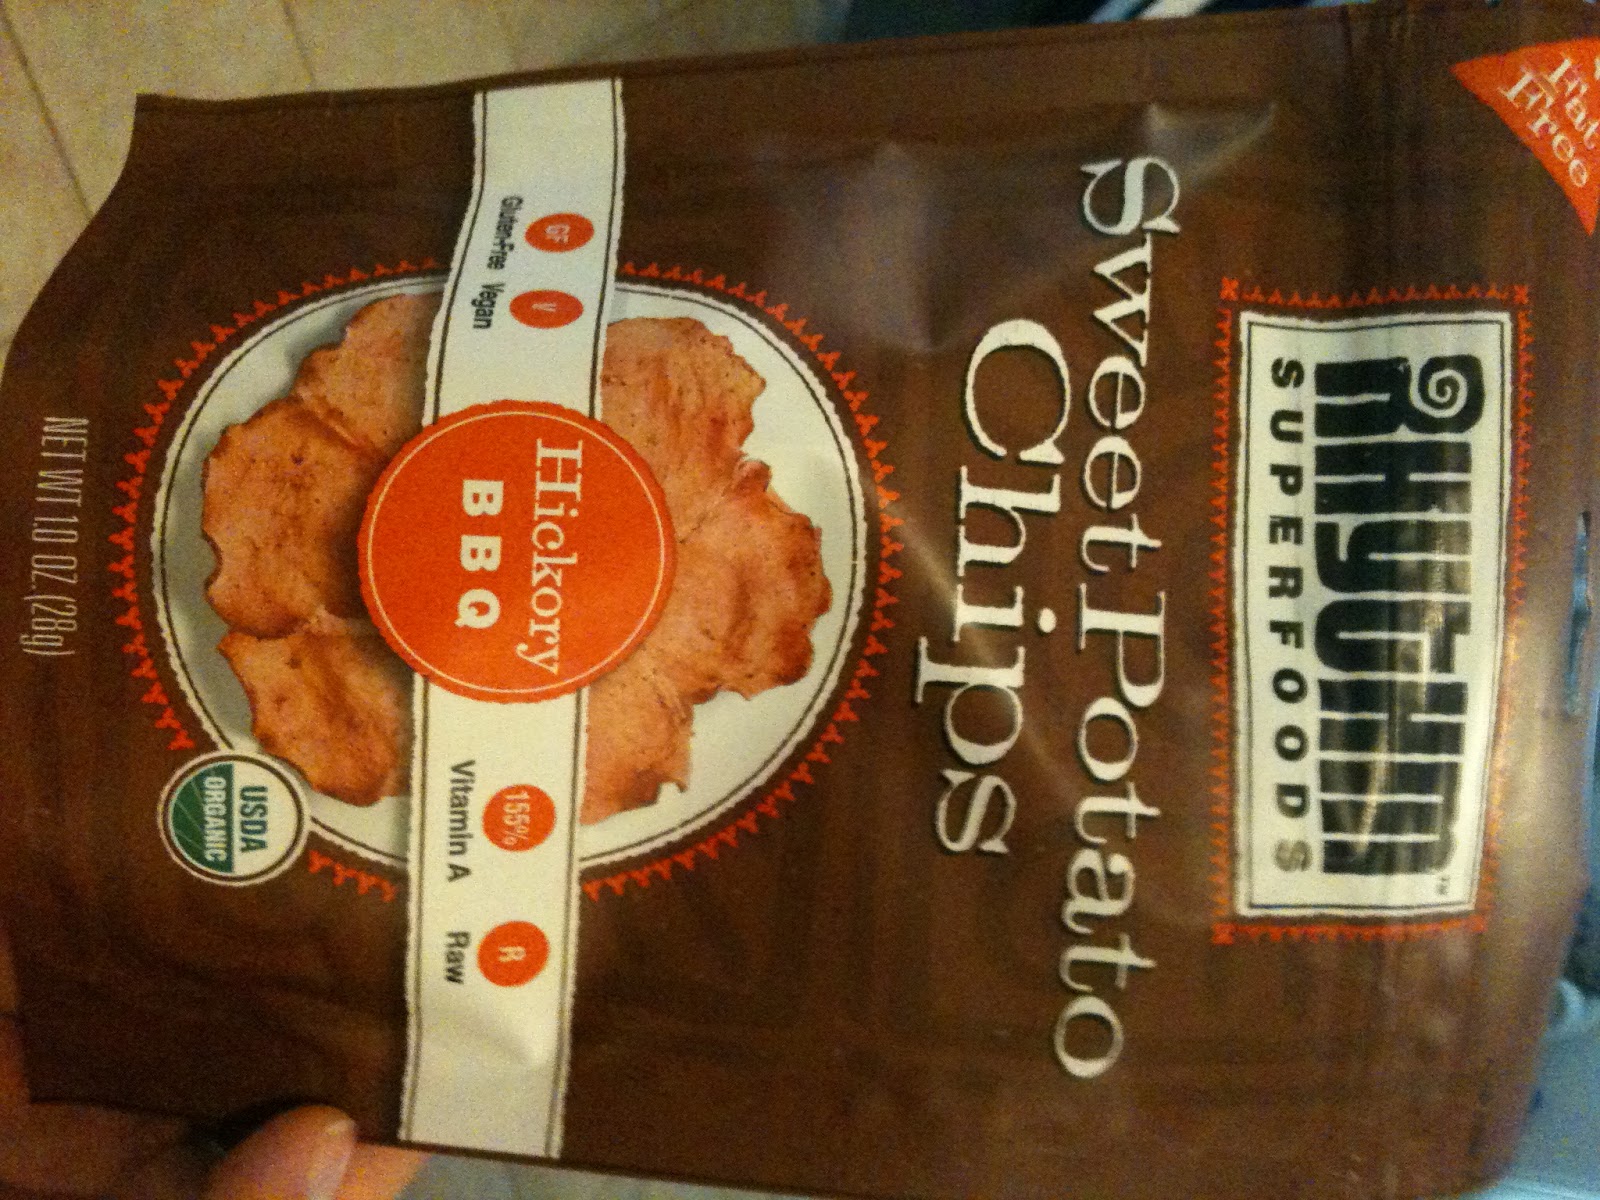 Fat
Free
RHYTHM
™
SUPERFOODS
Sweet Potato
Chips
GF
V
Gluten-Free Vegan
Hickory
BBQ
155%
R
Vitamin A Raw
USDA
ORGANIC
NET WT 1.0 OZ. (28g)